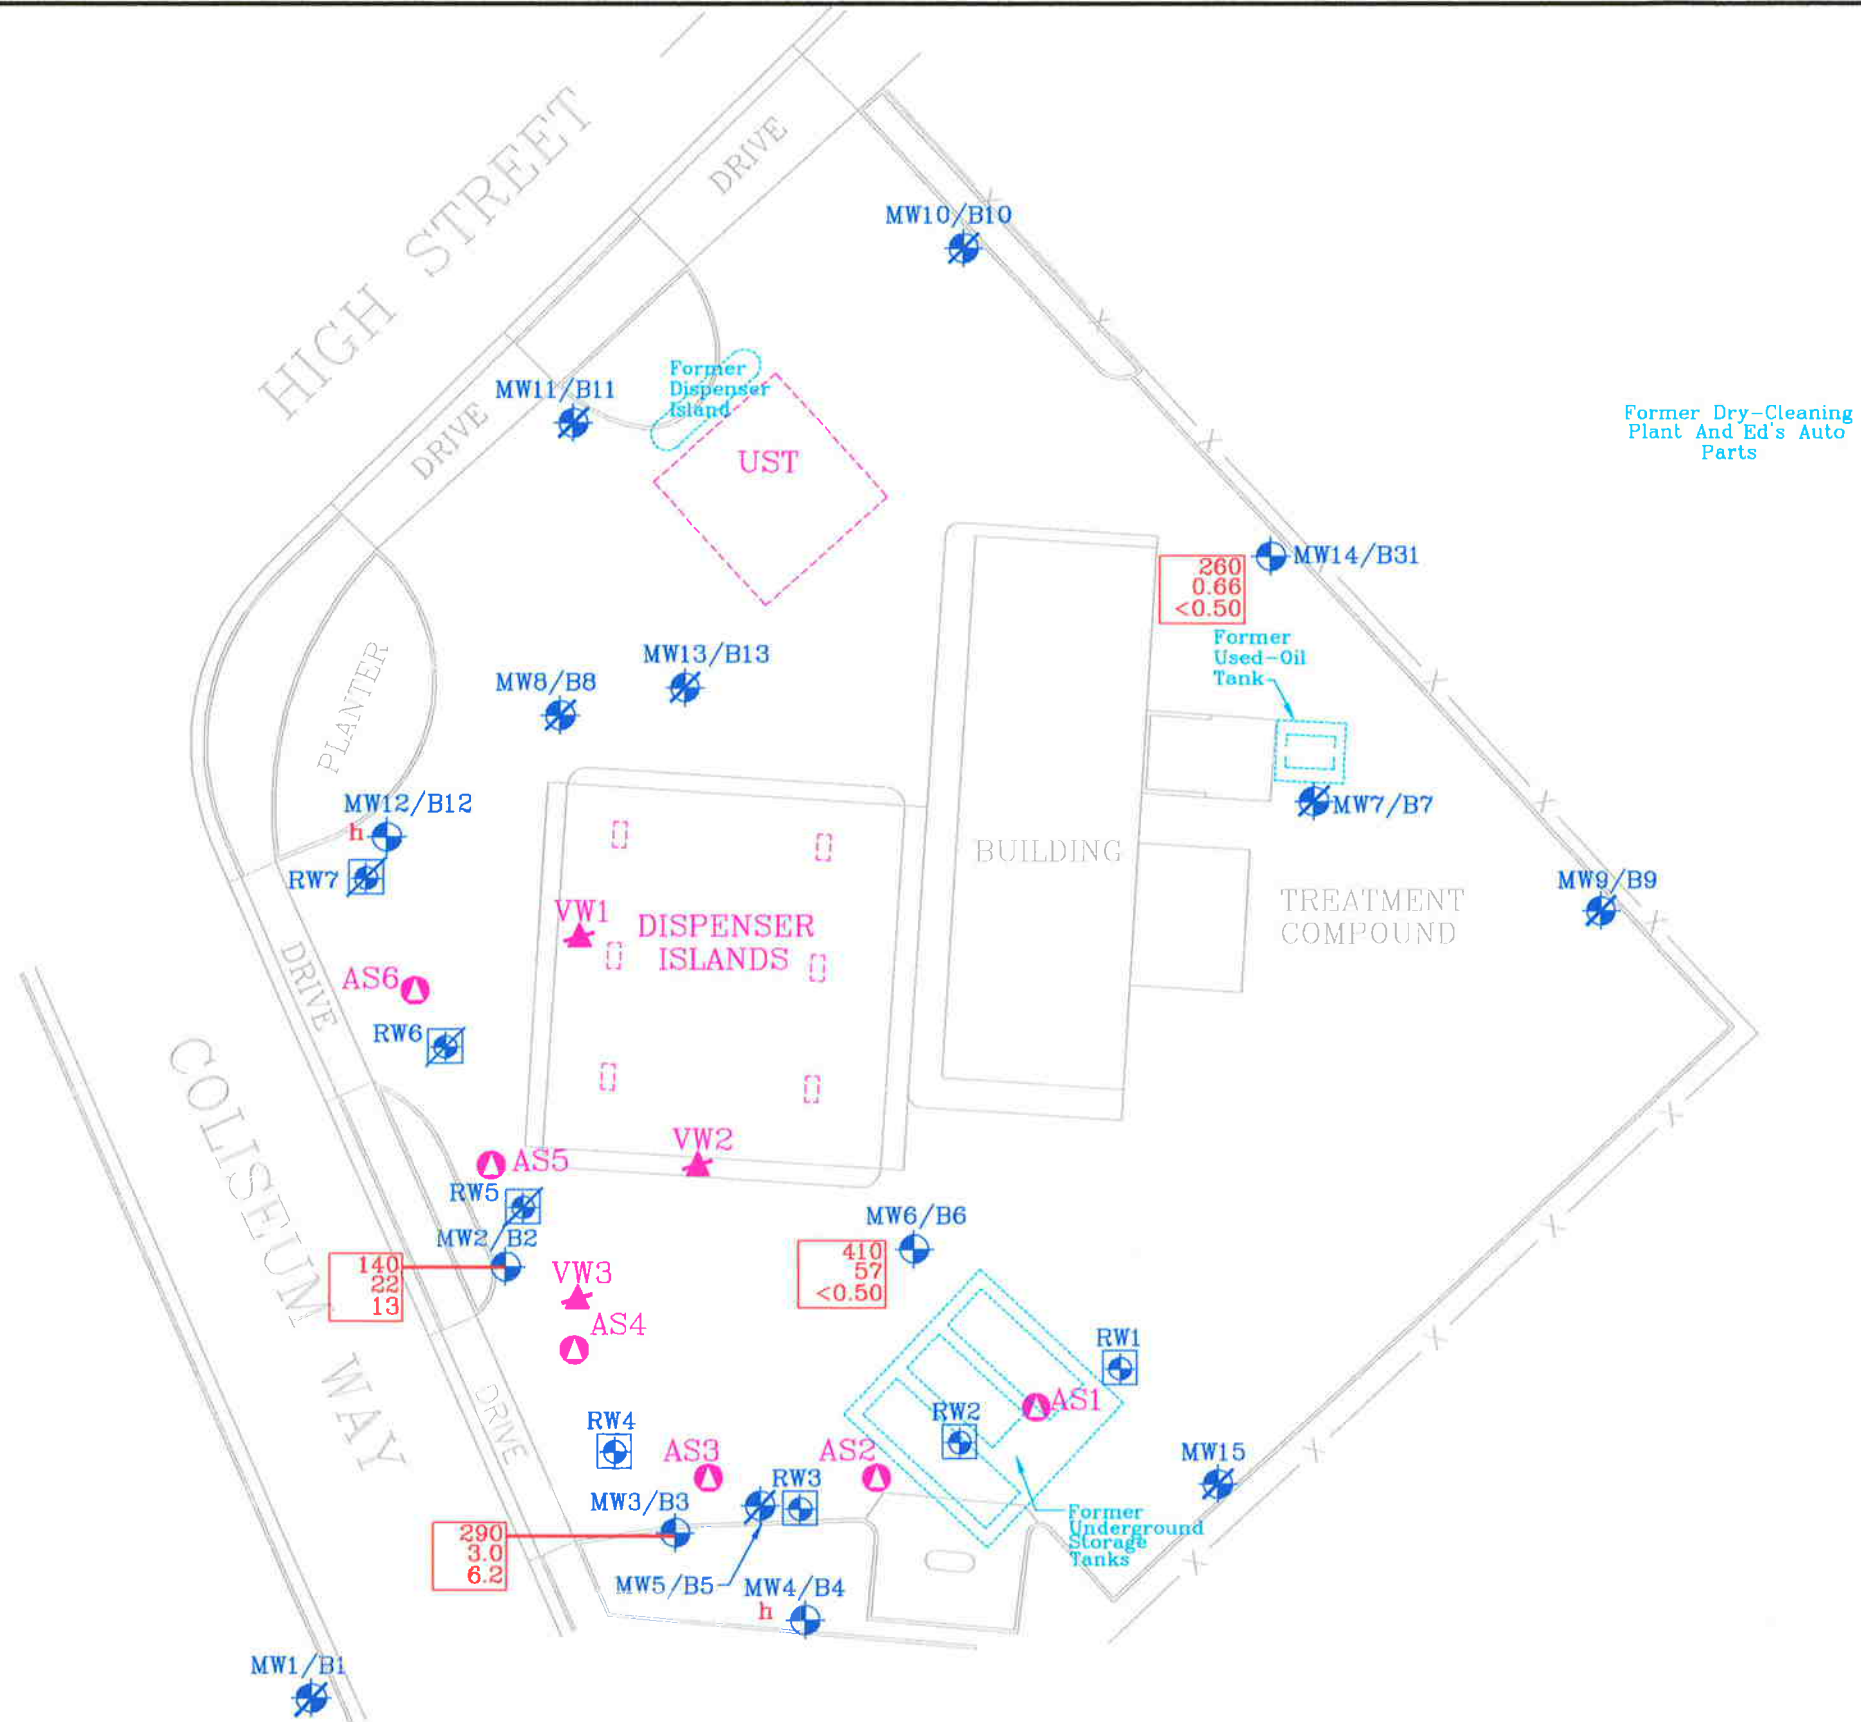 HIGH STREET
DRIVE
MW10/B10
MW11/B11
DRIVE
Former
Dispenser
Island
UST
Former Dry-Cleaning
Plant And Ed's Auto
Parts
MW14/B31
260
0.66
<0.50
Former
Used-Oil
Tank
MW13/B13
MW8/B8
PLANTER
MW12/B12
h
RW7
MW7/B7
BUILDING
TREATMENT
COMPOUND
MW9/B9
VW1
DISPENSER
ISLANDS
DRIVE
AS6
RW6
COLISEUM WAY
VW2
AS5
RW5
MW2/B2
140
22
13
MW6/B6
410
57
<0.50
VW3
AS4
RW1
AS1
RW2
DRIVE
RW4
AS3
AS2
MW15
RW3
MW3/B3
290
3.0
6.2
Former
Underground
Storage
Tanks
MW5/B5
MW4/B4
h
MW1/B1
X
X
X
X
X
X
X
X
X
X
X
X